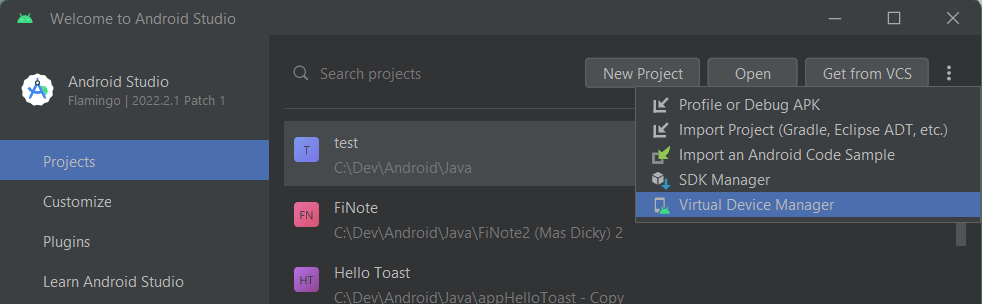 Welcome to Android Studio
Android Studio
Flamingo | 2022.2.1 Patch 1
Projects
Customize
Plugins
Learn Android Studio
Search projects
New Project
Open
Get from VCS
Profile or Debug APK
Import Project (Gradle, Eclipse ADT, etc.)
Import an Android Code Sample
SDK Manager
Virtual Device Manager
T
test
C:\Dev\Android\Java
FN
FiNote
C:\Dev\Android\Java\FiNote2 (Mas Dicky) 2
HT
Hello Toast
C:\Dev\Android\Java\appHelloToast - Copy